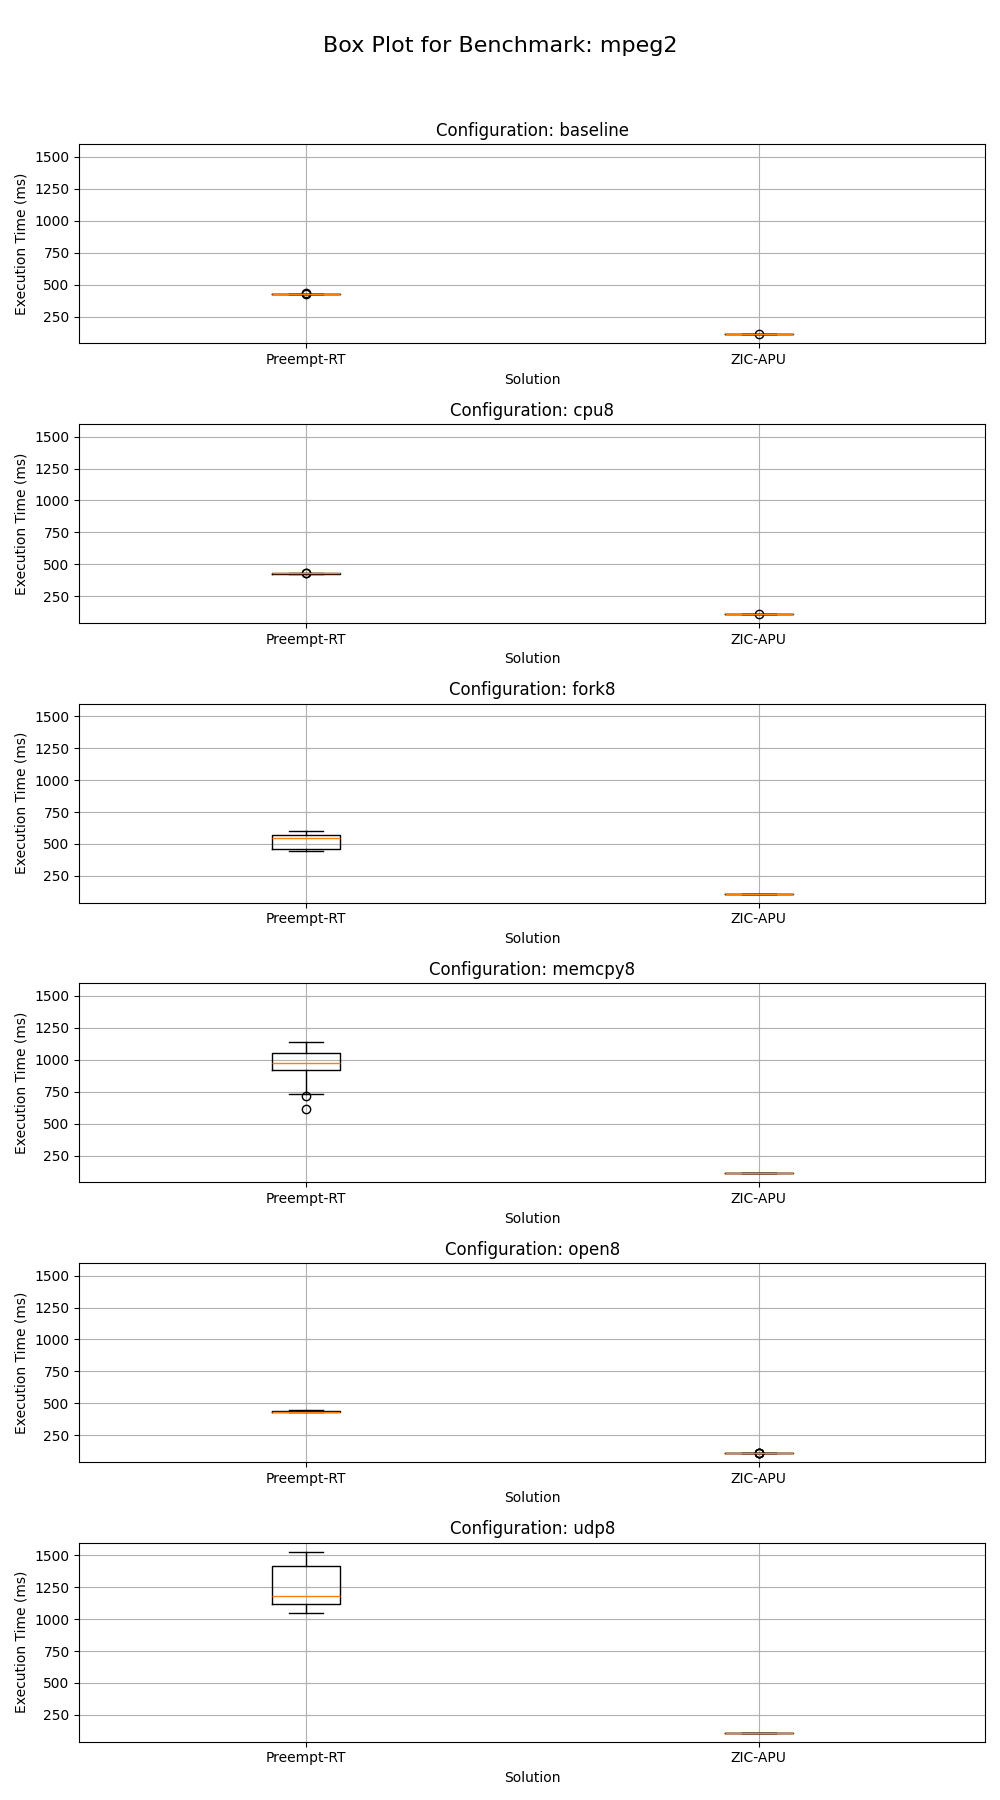 Box Plot for Benchmark: mpeg2
Configuration: baseline
Execution Time (ms)
1500
1250
1000
750
500
250
Preempt-RT ZIC-APU
Solution
Configuration: cpu8
Execution Time (ms)
1500
1250
1000
750
500
250
Preempt-RT ZIC-APU
Solution
Configuration: fork8
Execution Time (ms)
1500
1250
1000
750
500
250
Preempt-RT ZIC-APU
Solution
Configuration: memcpy8
Execution Time (ms)
1500
1250
1000
750
500
250
Preempt-RT ZIC-APU
Solution
Configuration: open8
Execution Time (ms)
1500
1250
1000
750
500
250
Preempt-RT ZIC-APU
Solution
Configuration: udp8
Execution Time (ms)
1500
1250
1000
750
500
250
Preempt-RT ZIC-APU
Solution